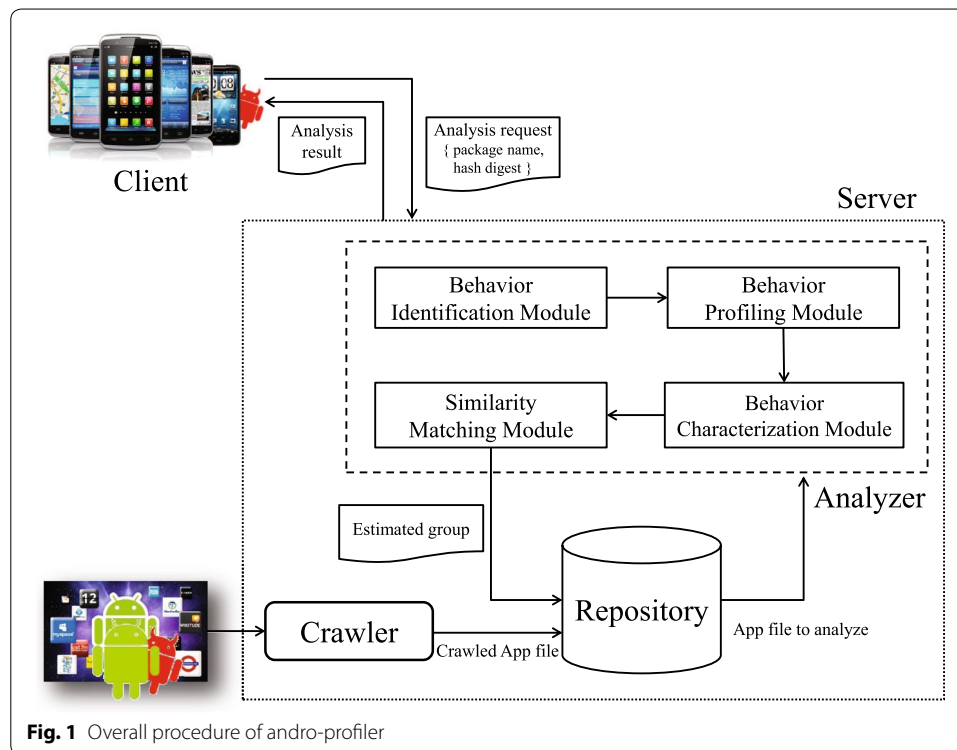 Analysis
result
Analysis request
{ package name,
hash digest }
Client
Server
Behavior
Identification Module
Behavior
Profiling Module
Similarity
Matching Module
Behavior
Characterization Module
Analyzer
Estimated group
12
myspace
Crawler
Crawled App file
Repository
App file to analyze
Fig. 1 Overall procedure of andro-profiler